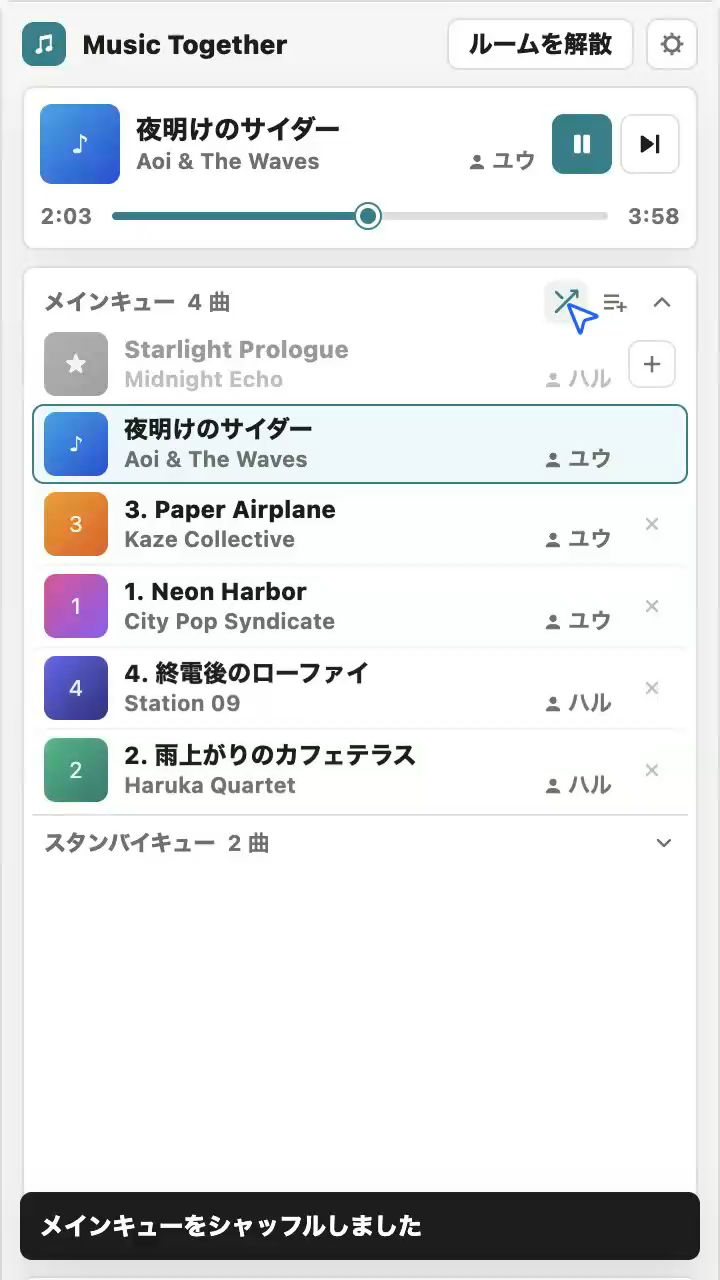 Music Together
ルームを解散
夜明けのサイダー
Aoi & The Waves
ユウ
2:03
3:58
メインキュー 4 曲
Starlight Prologue
Midnight Echo
ハル
夜明けのサイダー
Aoi & The Waves
ユウ
3
3. Paper Airplane
Kaze Collective
ユウ
1
1. Neon Harbor
City Pop Syndicate
ユウ
4
4. 終電後のローファイ
Station 09
ハル
2
2. 雨上がりのカフェテラス
Haruka Quartet
ハル
スタンバイキュー 2 曲
メインキューをシャッフルしました